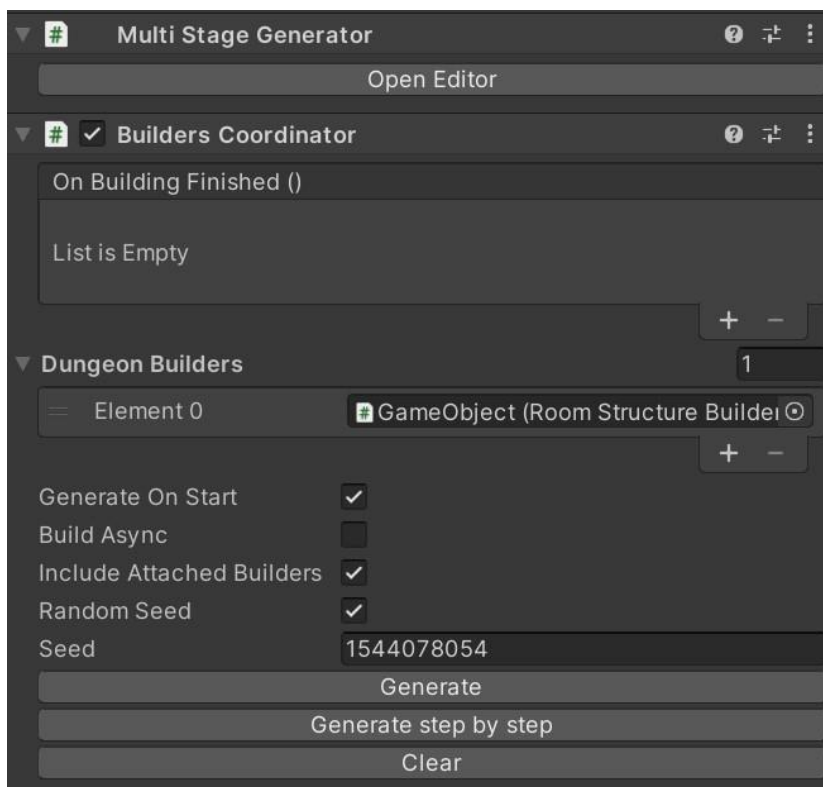 Multi Stage Generator
Open Editor
Builders Coordinator
On Building Finished ()
List is Empty
Dungeon Builders 1
Element 0 GameObject (Room Structure Builder
Generate On Start
Build Async
Include Attached Builders
Random Seed
Seed 1544078054
Generate
Generate step by step
Clear